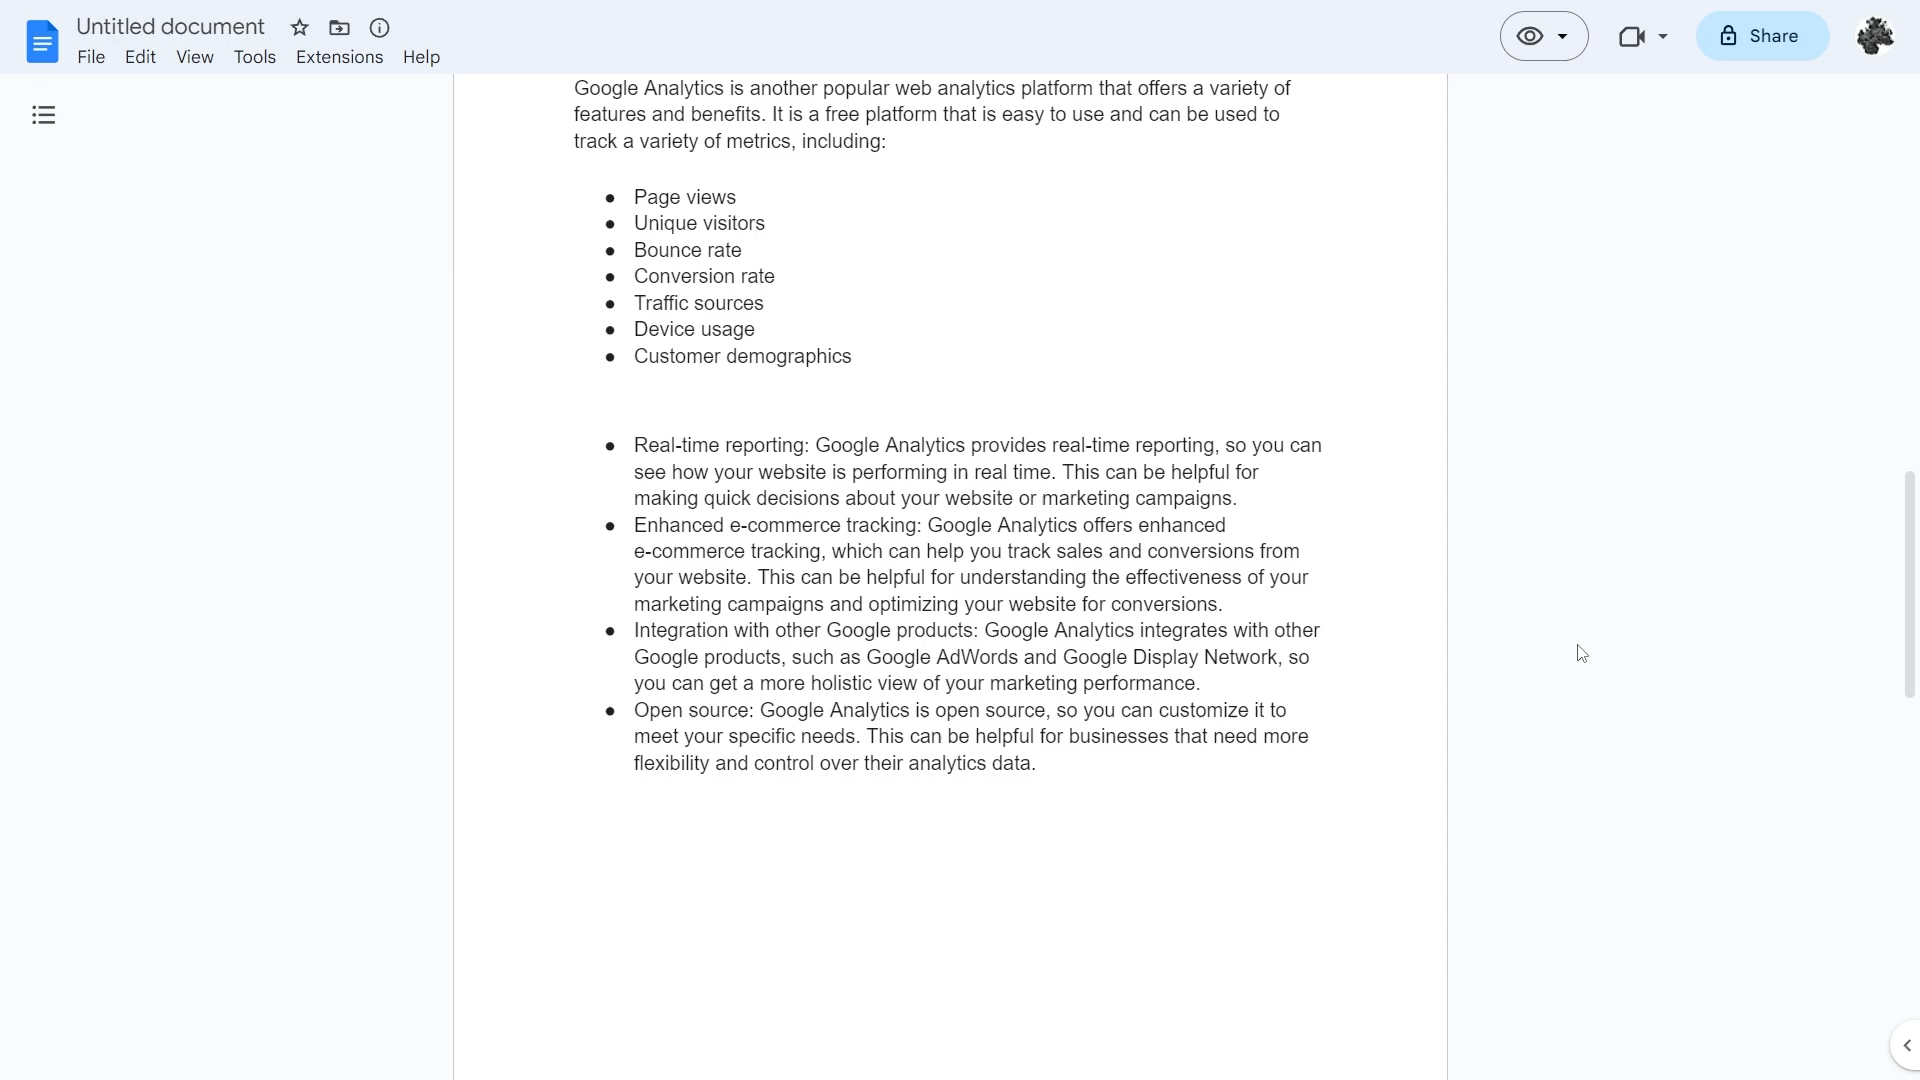 Untitled document
File Edit View Tools Extensions Help
Share
Google Analytics is another popular web analytics platform that offers a variety of
features and benefits. It is a free platform that is easy to use and can be used to
track a variety of metrics, including:
● Page views
● Unique visitors
● Bounce rate
● Conversion rate
● Traffic sources
● Device usage
● Customer demographics
● Real-time reporting: Google Analytics provides real-time reporting, so you can
see how your website is performing in real time. This can be helpful for
making quick decisions about your website or marketing campaigns.
● Enhanced e-commerce tracking: Google Analytics offers enhanced
e-commerce tracking, which can help you track sales and conversions from
your website. This can be helpful for understanding the effectiveness of your
marketing campaigns and optimizing your website for conversions.
● Integration with other Google products: Google Analytics integrates with other
Google products, such as Google AdWords and Google Display Network, so
you can get a more holistic view of your marketing performance.
● Open source: Google Analytics is open source, so you can customize it to
meet your specific needs. This can be helpful for businesses that need more
flexibility and control over their analytics data.